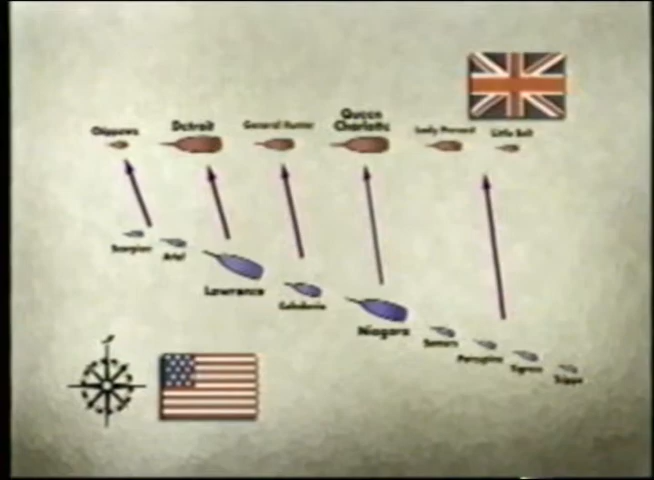 Queen
Chippewa Detroit General Hunter Charlotte Lady Prevost Little Belt
Scorpion Ariel
Lawrence
Caledonia
Niagara
Somers
Porcupine
Tigress
Trippe